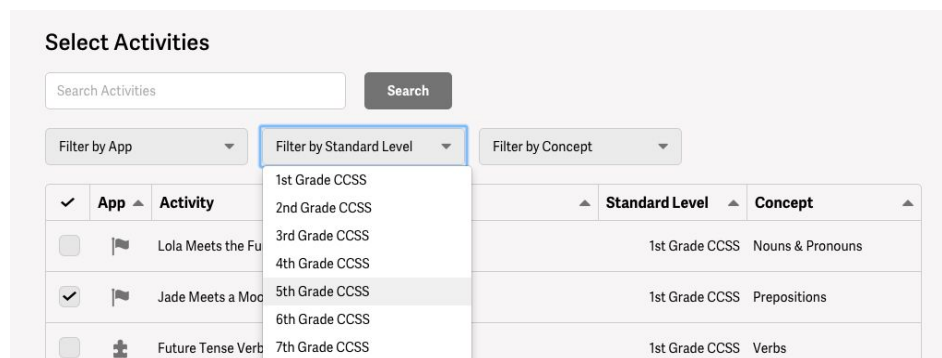 Select Activities
Search Activities
Search
Filter by App
Filter by Standard Level
Filter by Concept
1st Grade CCSS
2nd Grade CCSS
3rd Grade CCSS
4th Grade CCSS
5th Grade CCSS
6th Grade CCSS
7th Grade CCSS
App
Activity
Standard Level
Concept
Lola Meets the Fu
1st Grade CCSS
Nouns & Pronouns
Jade Meets a Moo
1st Grade CCSS
Prepositions
Future Tense Verb
1st Grade CCSS
Verbs